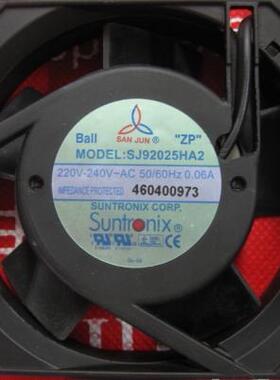 SAN JUN ®
Ball "ZP"
MODEL:SJ92025HA2
220V-240V~AC 50/60Hz 0.06A
IMPEDANCE PROTECTED 460400973
SUNTRONIX CORP.
Suntronix